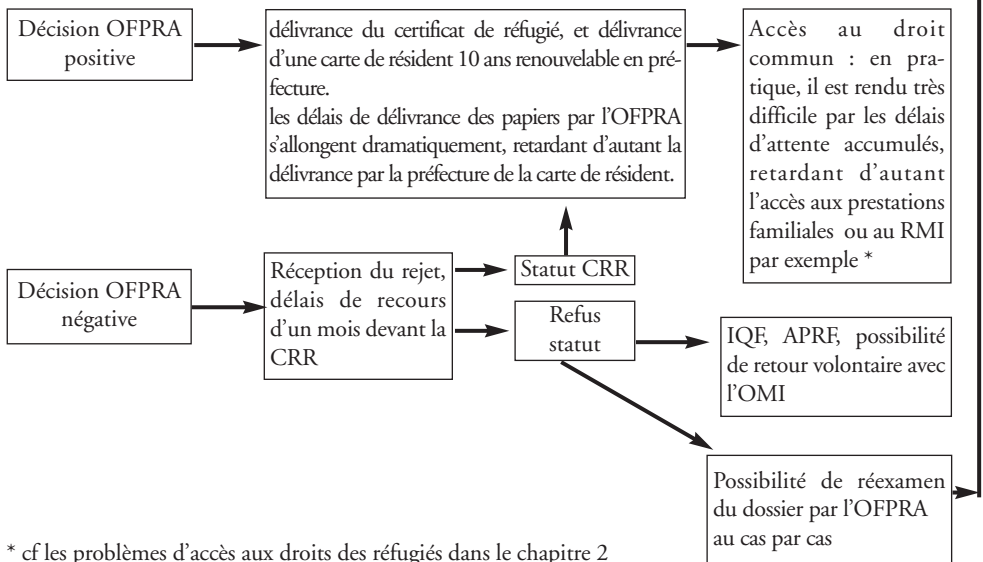 Décision OFPRA
positive
délivrance du certificat de réfugié, et délivrance
d'une carte de résident 10 ans renouvelable en pré-
fecture.
les délais de délivrance des papiers par l'OFPRA
s'allongent dramatiquement, retardant d'autant la
délivrance par la préfecture de la carte de résident.
Accès au droit
commun : en pra-
tique, il est rendu très
difficile par les délais
d'attente accumulés,
retardant d'autant
l'accès aux prestations
familiales ou au RMI
par exemple *
Décision OFPRA
négative
Réception du rejet,
délais de recours
d'un mois devant la
CRR
Statut CRR
Refus
statut
IQF, APRF, possibilité
de retour volontaire avec
l'OMI
Possibilité de réexamen
du dossier par l'OFPRA
au cas par cas
* cf les problèmes d'accès aux droits des réfugiés dans le chapitre 2